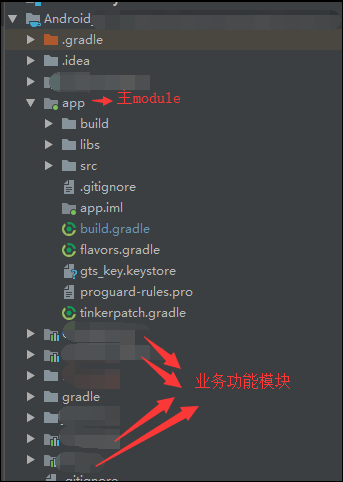 Android
.gradle
.idea
app
主module
build
libs
src
.gitignore
app.iml
build.gradle
flavors.gradle
gts_key.keystore
proguard-rules.pro
tinkerpatch.gradle
业务功能模块
gradle
.gitignore